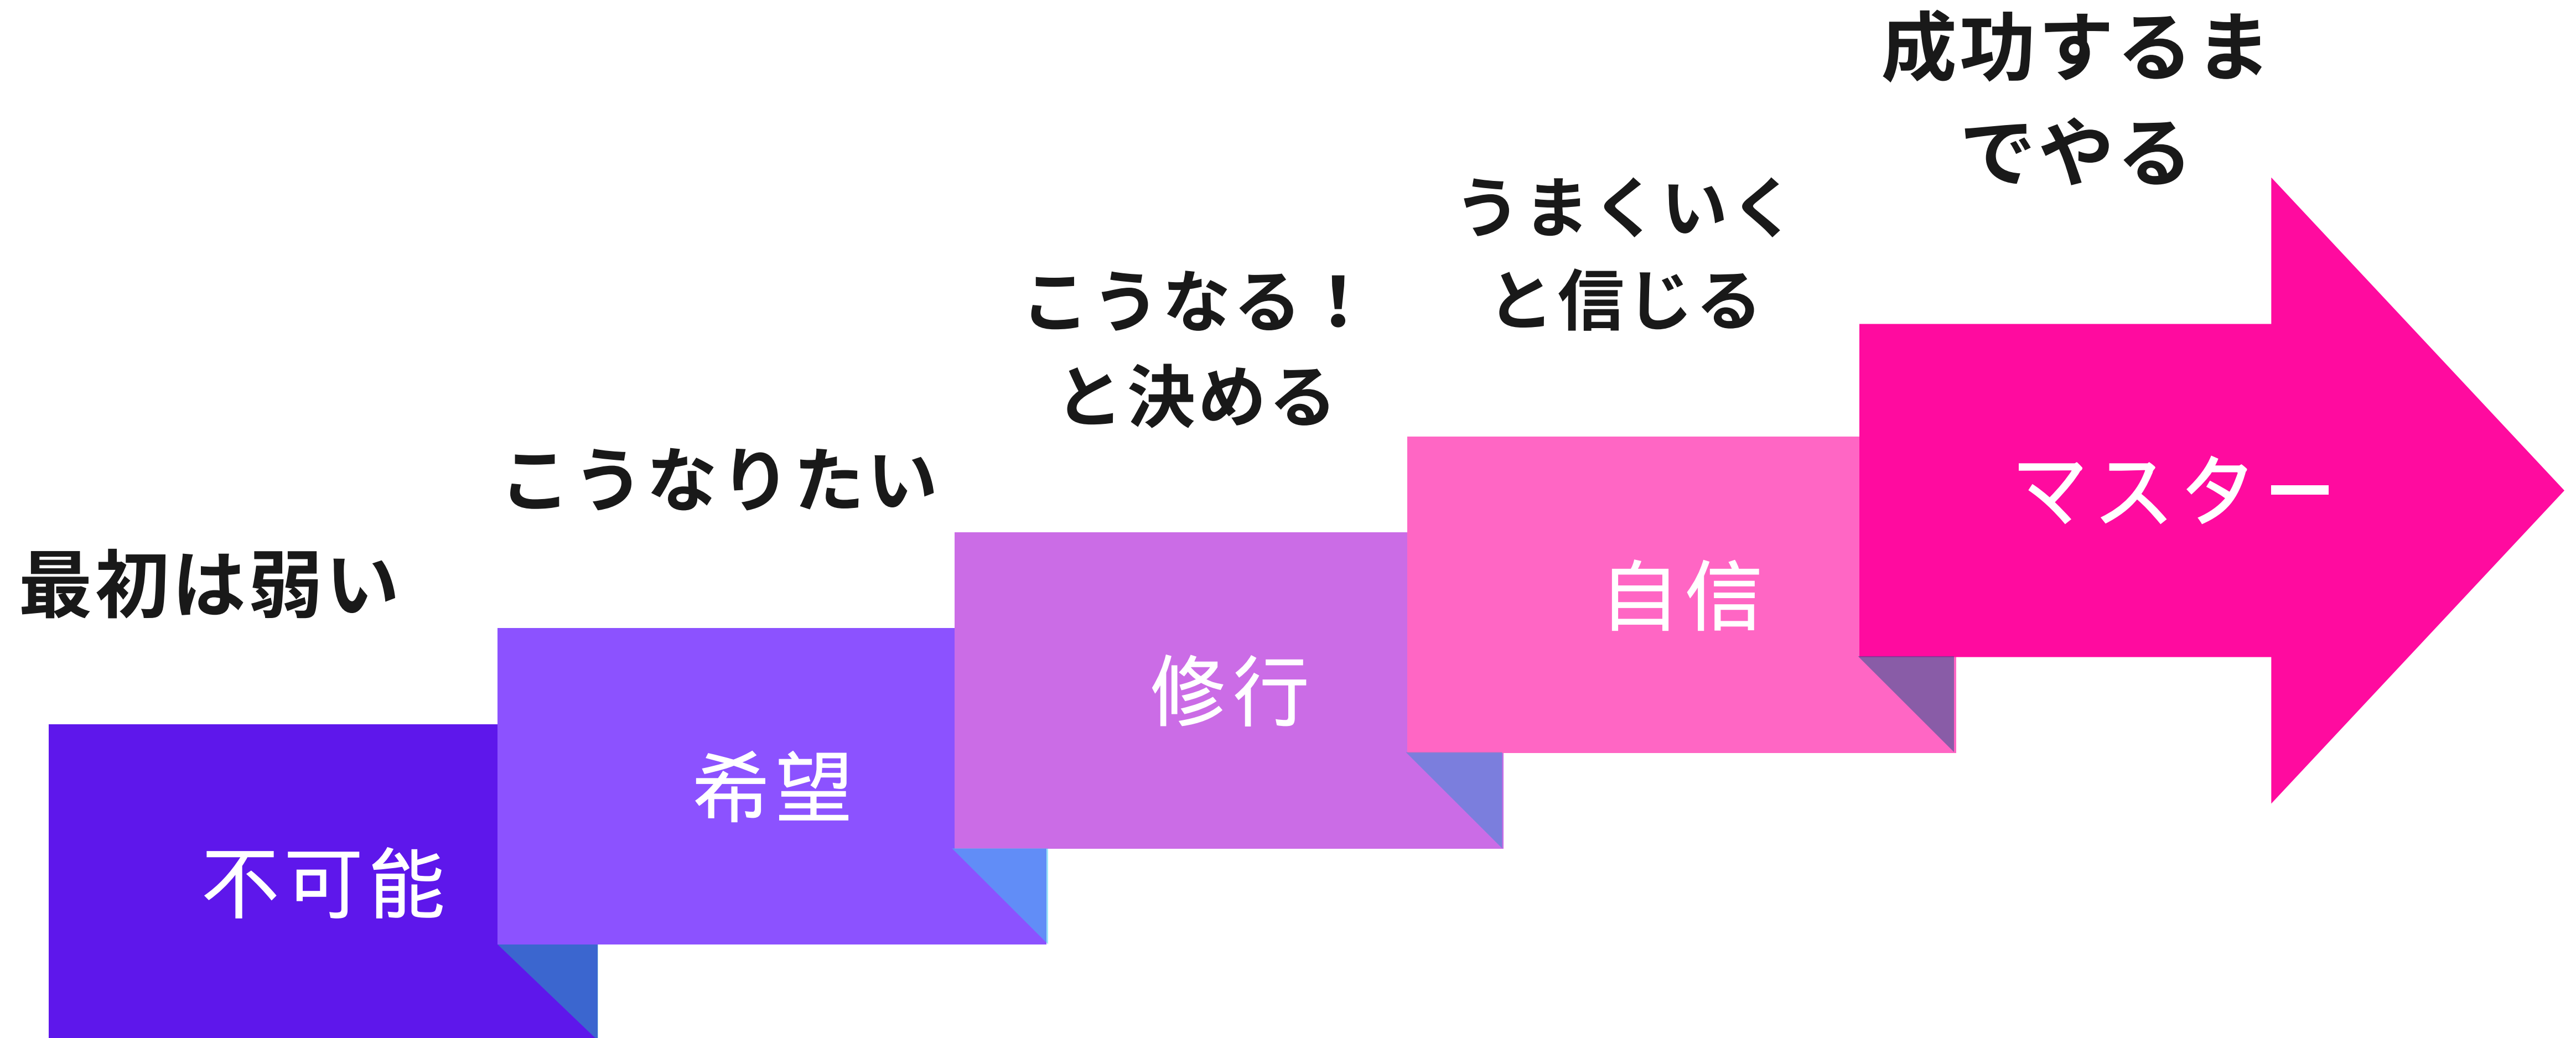 最初は弱い
不可能
こうなりたい
希望
こうなる！
と決める
修行
うまくいく
と信じる
自信
成功するま
でやる
マスター